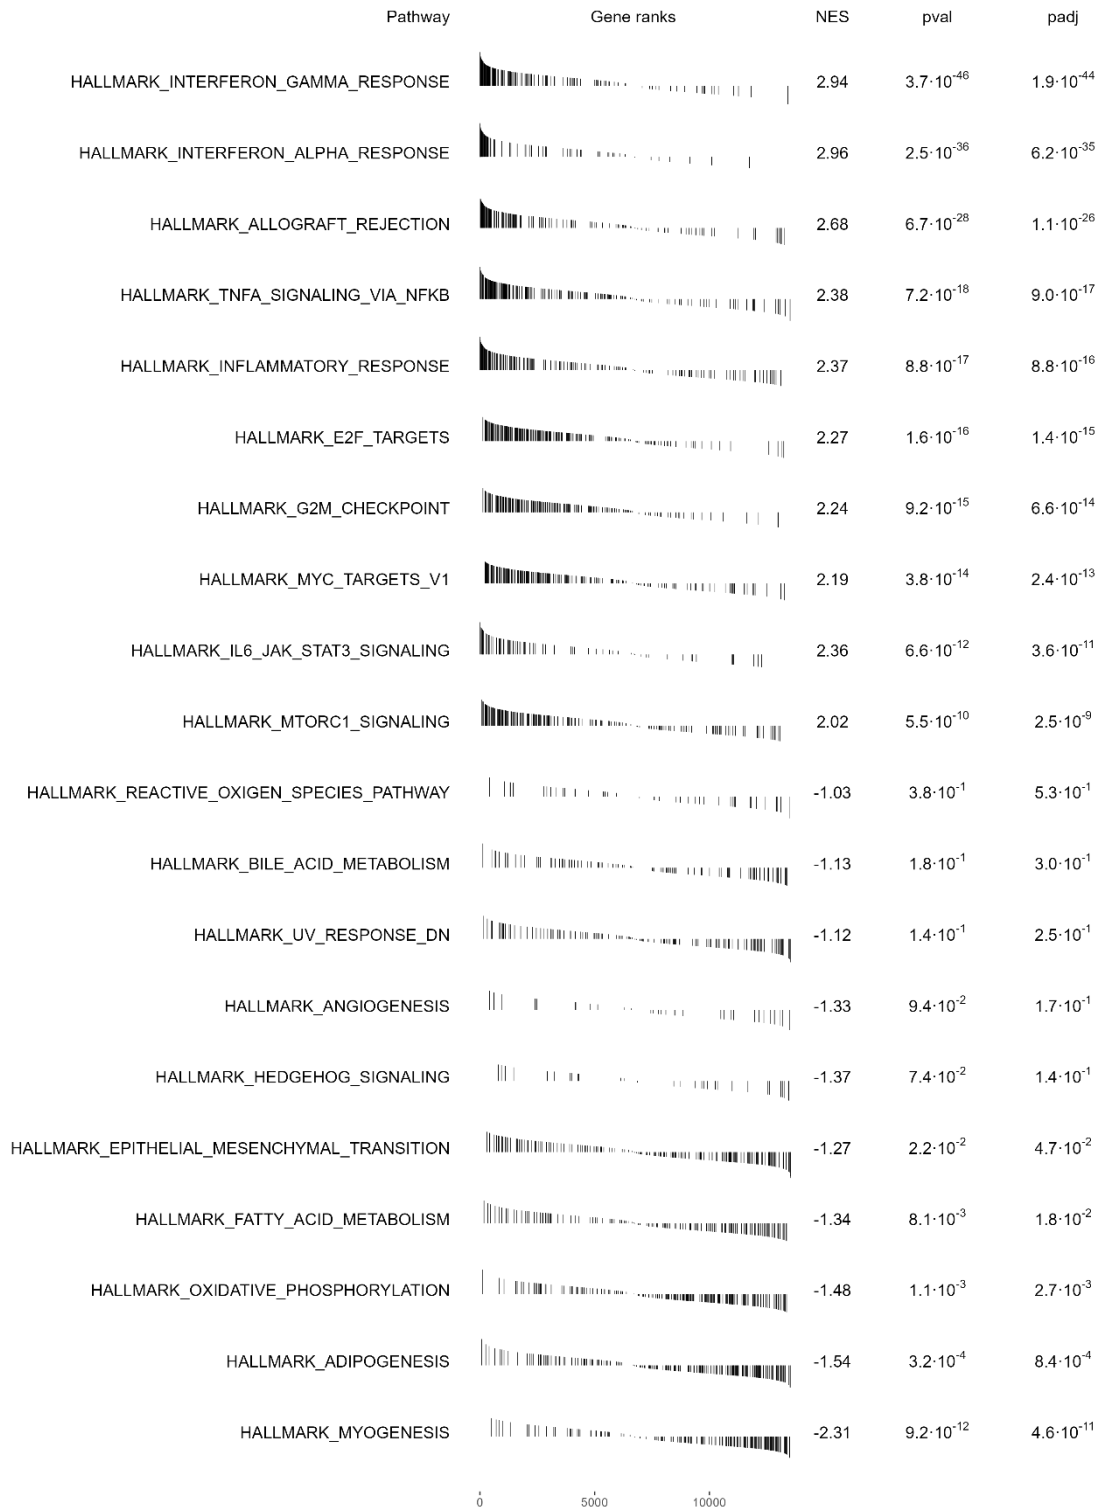 Pathway Gene ranks NES pval padj
HALLMARK_INTERFERON_GAMMA_RESPONSE 2.94 3.7·10⁻⁴⁶ 1.9·10⁻⁴⁴
HALLMARK_INTERFERON_ALPHA_RESPONSE 2.96 2.5·10⁻³⁶ 6.2·10⁻³⁵
HALLMARK_ALLOGRAFT_REJECTION 2.68 6.7·10⁻²⁸ 1.1·10⁻²⁶
HALLMARK_TNFA_SIGNALING_VIA_NFKB 2.38 7.2·10⁻¹⁸ 9.0·10⁻¹⁷
HALLMARK_INFLAMMATORY_RESPONSE 2.37 8.8·10⁻¹⁷ 8.8·10⁻¹⁶
HALLMARK_E2F_TARGETS 2.27 1.6·10⁻¹⁶ 1.4·10⁻¹⁵
HALLMARK_G2M_CHECKPOINT 2.24 9.2·10⁻¹⁵ 6.6·10⁻¹⁴
HALLMARK_MYC_TARGETS_V1 2.19 3.8·10⁻¹⁴ 2.4·10⁻¹³
HALLMARK_IL6_JAK_STAT3_SIGNALING 2.36 6.6·10⁻¹² 3.6·10⁻¹¹
HALLMARK_MTORC1_SIGNALING 2.02 5.5·10⁻¹⁰ 2.5·10⁻⁹
HALLMARK_REACTIVE_OXIGEN_SPECIES_PATHWAY -1.03 3.8·10⁻¹ 5.3·10⁻¹
HALLMARK_BILE_ACID_METABOLISM -1.13 1.8·10⁻¹ 3.0·10⁻¹
HALLMARK_UV_RESPONSE_DN -1.12 1.4·10⁻¹ 2.5·10⁻¹
HALLMARK_ANGIOGENESIS -1.33 9.4·10⁻² 1.7·10⁻¹
HALLMARK_HEDGEHOG_SIGNALING -1.37 7.4·10⁻² 1.4·10⁻¹
HALLMARK_EPITHELIAL_MESENCHYMAL_TRANSITION -1.27 2.2·10⁻² 4.7·10⁻²
HALLMARK_FATTY_ACID_METABOLISM -1.34 8.1·10⁻³ 1.8·10⁻²
HALLMARK_OXIDATIVE_PHOSPHORYLATION -1.48 1.1·10⁻³ 2.7·10⁻³
HALLMARK_ADIPOGENESIS -1.54 3.2·10⁻⁴ 8.4·10⁻⁴
HALLMARK_MYOGENESIS -2.31 9.2·10⁻¹² 4.6·10⁻¹¹
0 5000 10000